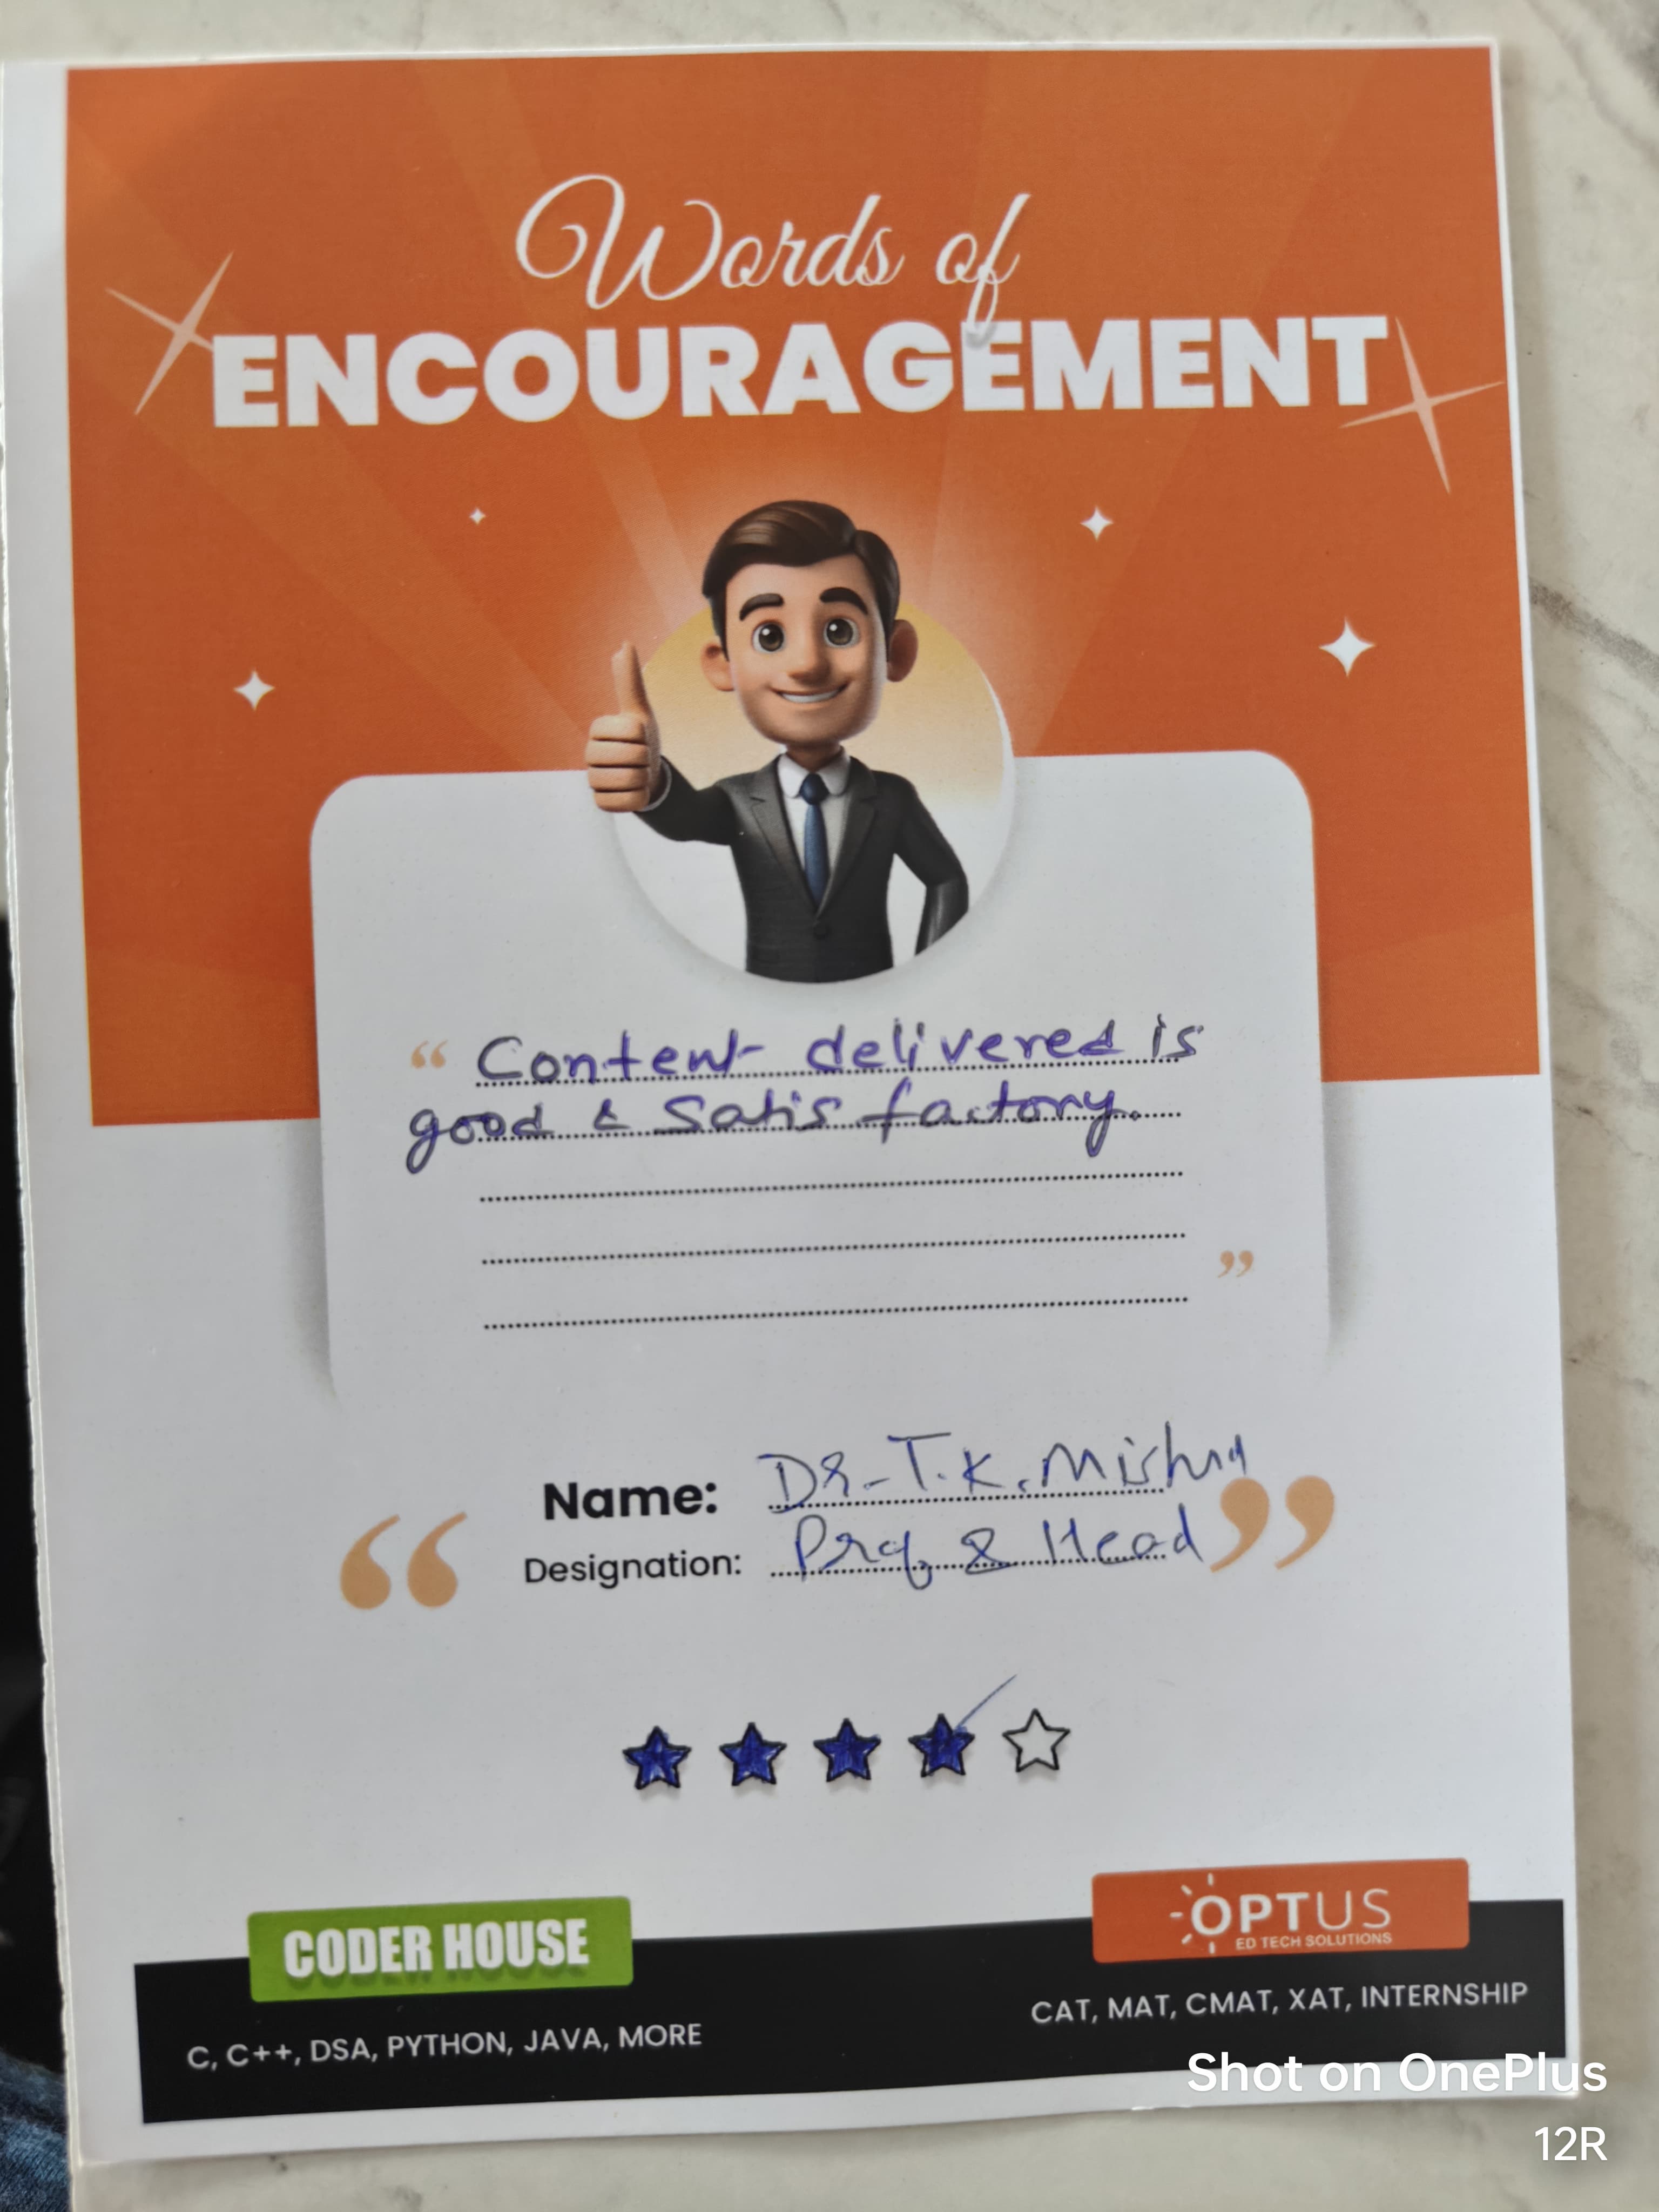 Words of
ENCOURAGEMENT
“ Content delivered is
good & Satisfactory.
”
Name: Dr. T.K. Mishra
Designation: Prof. & Head
“ ”
CODER HOUSE
C, C++, DSA, PYTHON, JAVA, MORE
OPTUS
ED TECH SOLUTIONS
CAT, MAT, CMAT, XAT, INTERNSHIP
Shot on OnePlus
12R